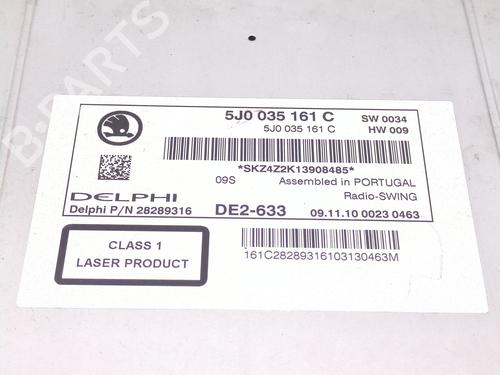 B-PARTS
5J0 035 161 C SW 0034
5J0 035 161 C HW 009
*SKZ4Z2K13908485*
09S Assembled in PORTUGAL
DELPHI Radio-SWING
Delphi P/N 28289316 DE2-633 09.11.10 0023 0463
CLASS 1
LASER PRODUCT
161C28289316103130463M